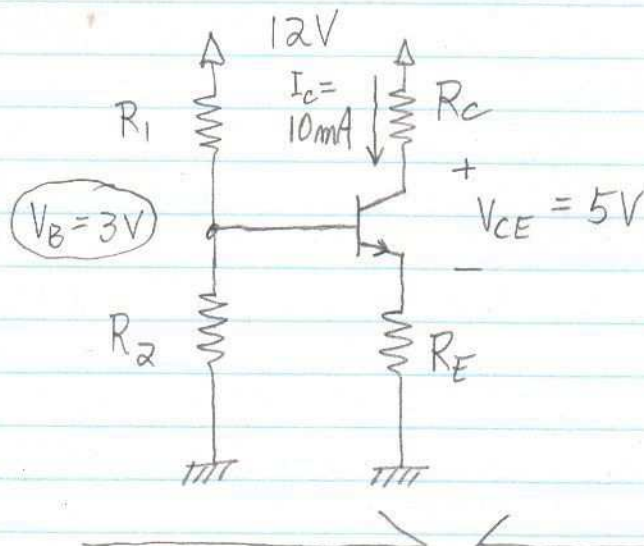 12V
R1
Ic =
10mA
RC
+
VB = 3V
VCE = 5V
−
R2
RE